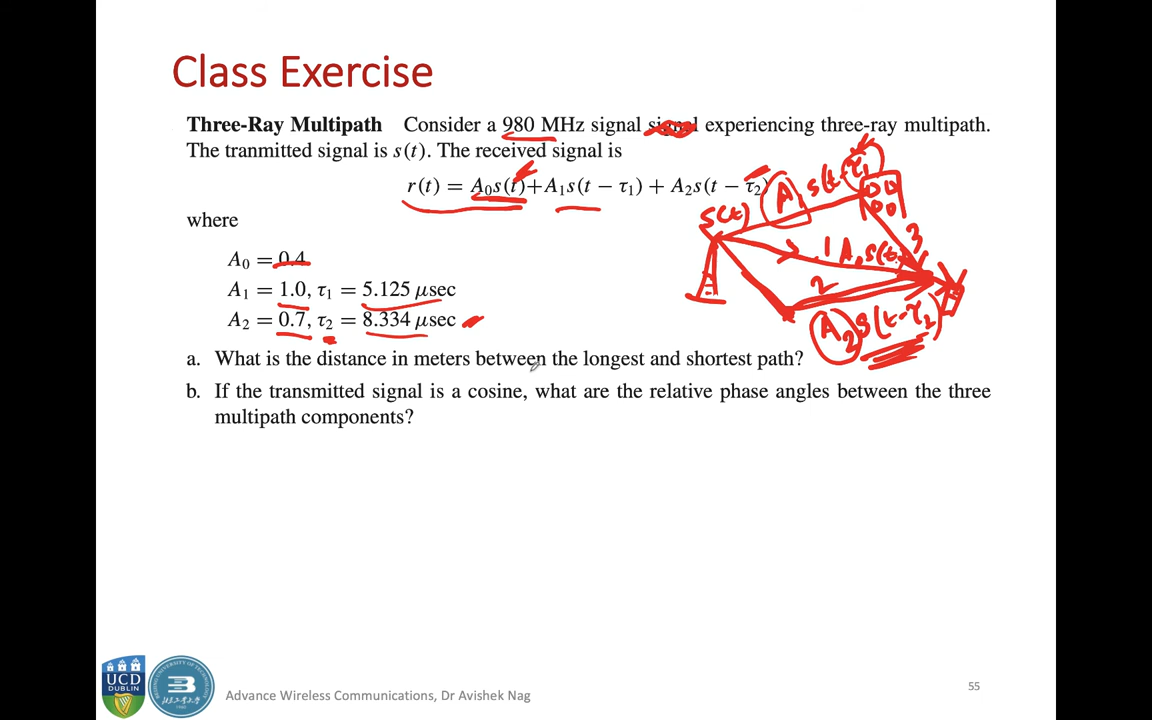 Class Exercise
Three-Ray Multipath Consider a 980 MHz signal signal experiencing three-ray multipath.
The tranmitted signal is s(t). The received signal is
r(t) = A₀s(t)+A₁s(t − τ₁) + A₂s(t − τ₂)
where
A₀ = 0.4
A₁ = 1.0, τ₁ = 5.125 μsec
A₂ = 0.7, τ₂ = 8.334 μsec
S(t)
A₁ s(t-τ₁)
1 A₀s(t)
2
3
A₂ s(t-τ₂)
a. What is the distance in meters between the longest and shortest path?
b. If the transmitted signal is a cosine, what are the relative phase angles between the three
multipath components?
UCD
DUBLIN
Advance Wireless Communications, Dr Avishek Nag
55